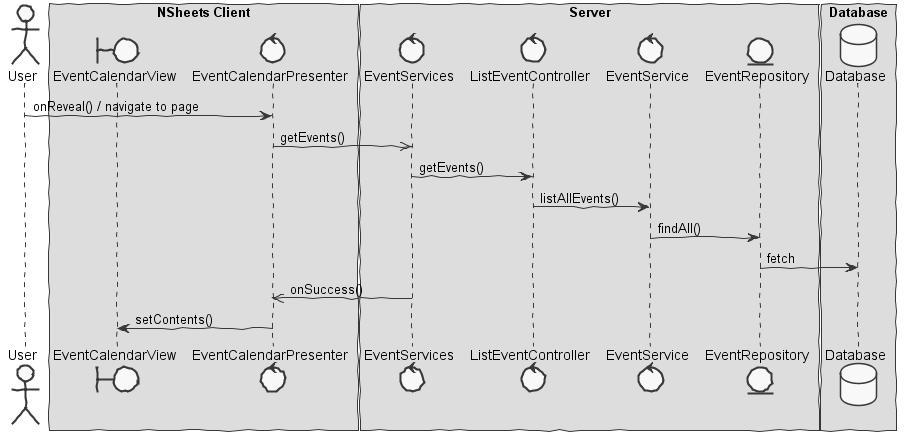 NSheets Client Server Database
User EventCalendarView EventCalendarPresenter EventServices ListEventController EventService EventRepository Database
onReveal() / navigate to page
getEvents()
getEvents()
listAllEvents()
findAll()
fetch
onSuccess()
setContents()
User EventCalendarView EventCalendarPresenter EventServices ListEventController EventService EventRepository Database